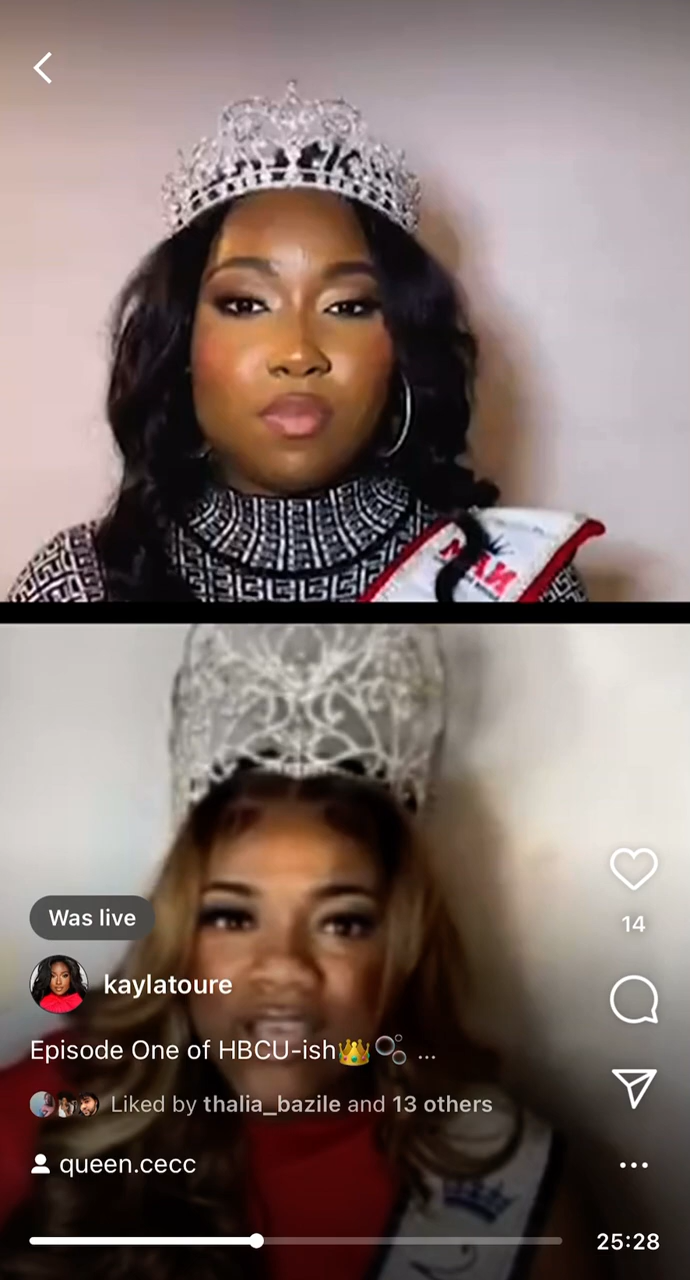 NAM
Was live
kaylatoure
Episode One of HBCU-ish👑🫧 ...
Liked by thalia_bazile and 13 others
queen.cecc
14
25:28